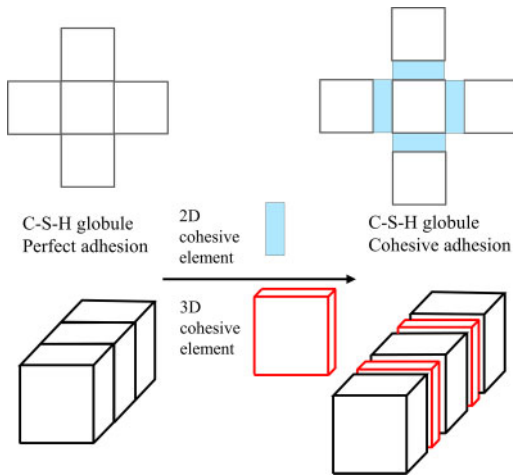 C-S-H globule
Perfect adhesion
2D
cohesive
element
C-S-H globule
Cohesive adhesion
3D
cohesive
element